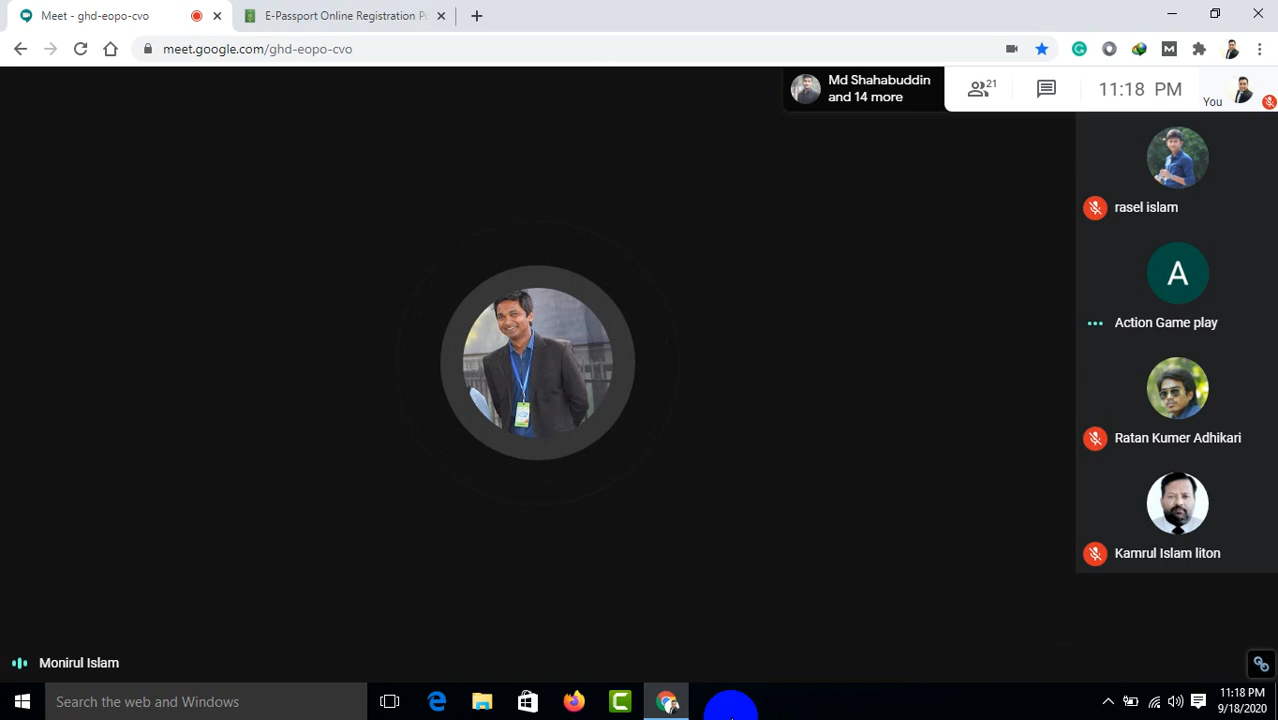 Meet - ghd-eopo-cvo
E-Passport Online Registration Po
meet.google.com/ghd-eopo-cvo
Md Shahabuddin
and 14 more
21
11:18 PM
You
rasel islam
A
Action Game play
Ratan Kumer Adhikari
Kamrul Islam liton
Monirul Islam
Search the web and Windows
11:18 PM
9/18/2020